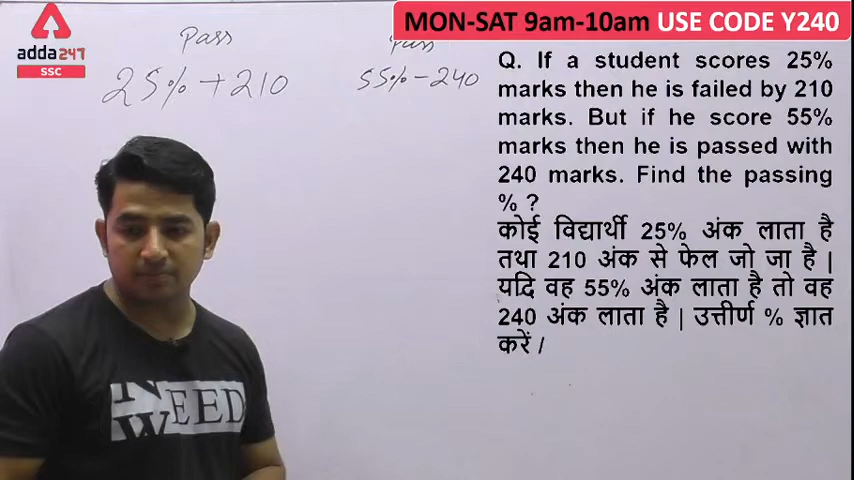 MON-SAT 9am-10am USE CODE Y240
adda247
SSC
Pass
Pass
25% + 210
55% - 240
Q. If a student scores 25%
marks then he is failed by 210
marks. But if he score 55%
marks then he is passed with
240 marks. Find the passing
% ?
कोई विद्यार्थी 25% अंक लाता है
तथा 210 अंक से फेल जो जा है |
यदि वह 55% अंक लाता है तो वह
240 अंक लाता है | उत्तीर्ण % ज्ञात
करें /
NEED
W